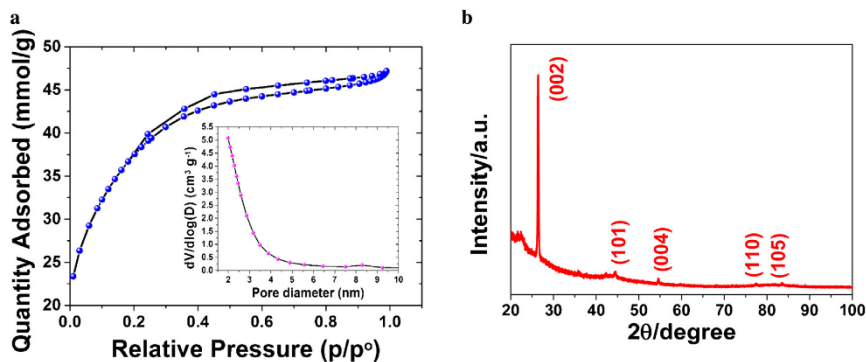 a
Quantity Adsorbed (mmol/g)
50
45
40
35
30
25
20
0.0 0.2 0.4 0.6 0.8 1.0
Relative Pressure (p/pº)
dV/dlog(D) (cm³ g⁻¹)
5.5
5.0
4.5
4.0
3.5
3.0
2.5
2.0
1.5
1.0
0.5
0.0
2 3 4 5 6 7 8 9 10
Pore diameter (nm)
b
Intensity/a.u.
(002)
(101)
(004)
(110)
(105)
20 30 40 50 60 70 80 90 100
2θ/degree